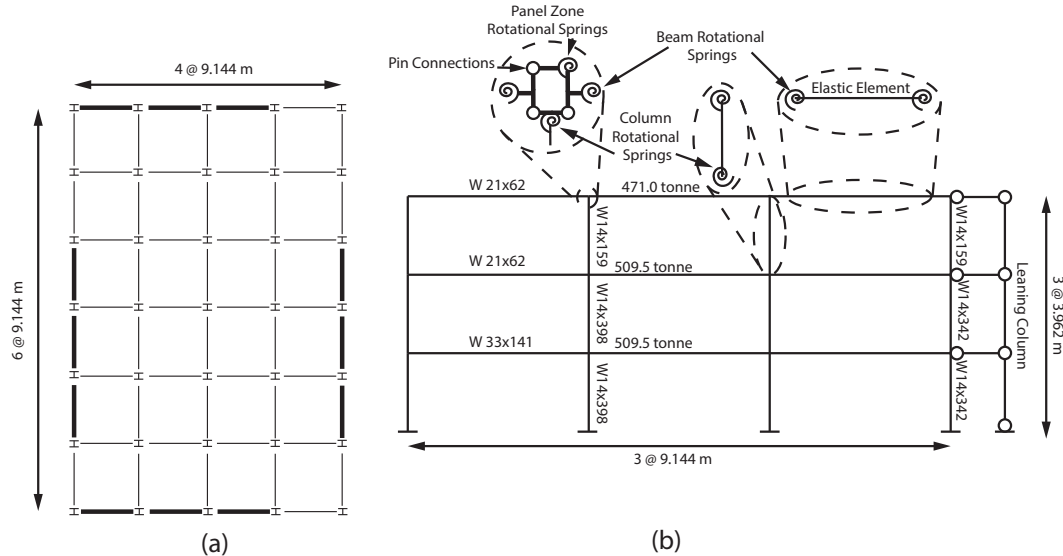 4 @ 9.144 m
6 @ 9.144 m
(a)
Panel Zone
Rotational Springs
Pin Connections
Beam Rotational
Springs
Elastic Element
Column
Rotational
Springs
W 21x62
471.0 tonne
W14x159
W14x159
W 21x62
509.5 tonne
W14x398
W14x342
W 33x141
509.5 tonne
W14x398
W14x342
Leaning Column
3 @ 3.962 m
3 @ 9.144 m
(b)